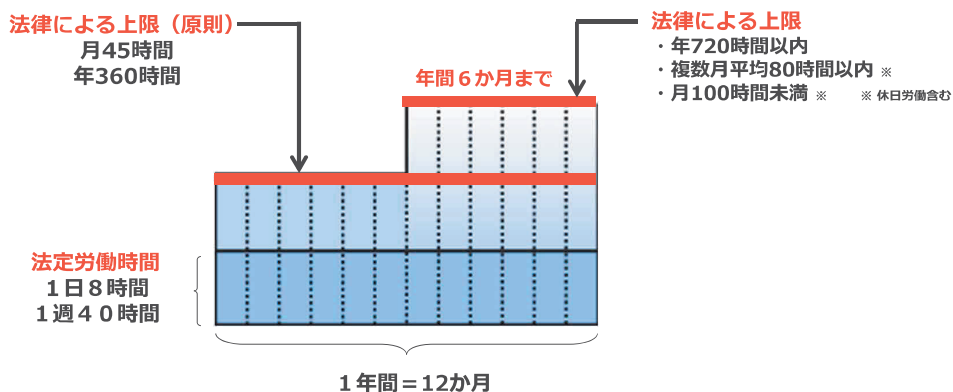 法律による上限（原則）
月45時間
年360時間
年間６か月まで
法律による上限
・年720時間以内
・複数月平均80時間以内 ※
・月100時間未満 ※　※ 休日労働含む
法定労働時間
１日８時間
１週４０時間
１年間＝12か月